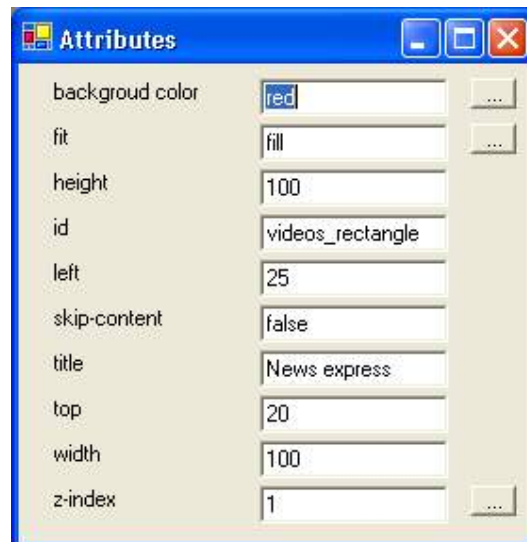 Attributes
backgroud color red ...
fit fill ...
height 100
id videos_rectangle
left 25
skip-content false
title News express
top 20
width 100
z-index 1 ...